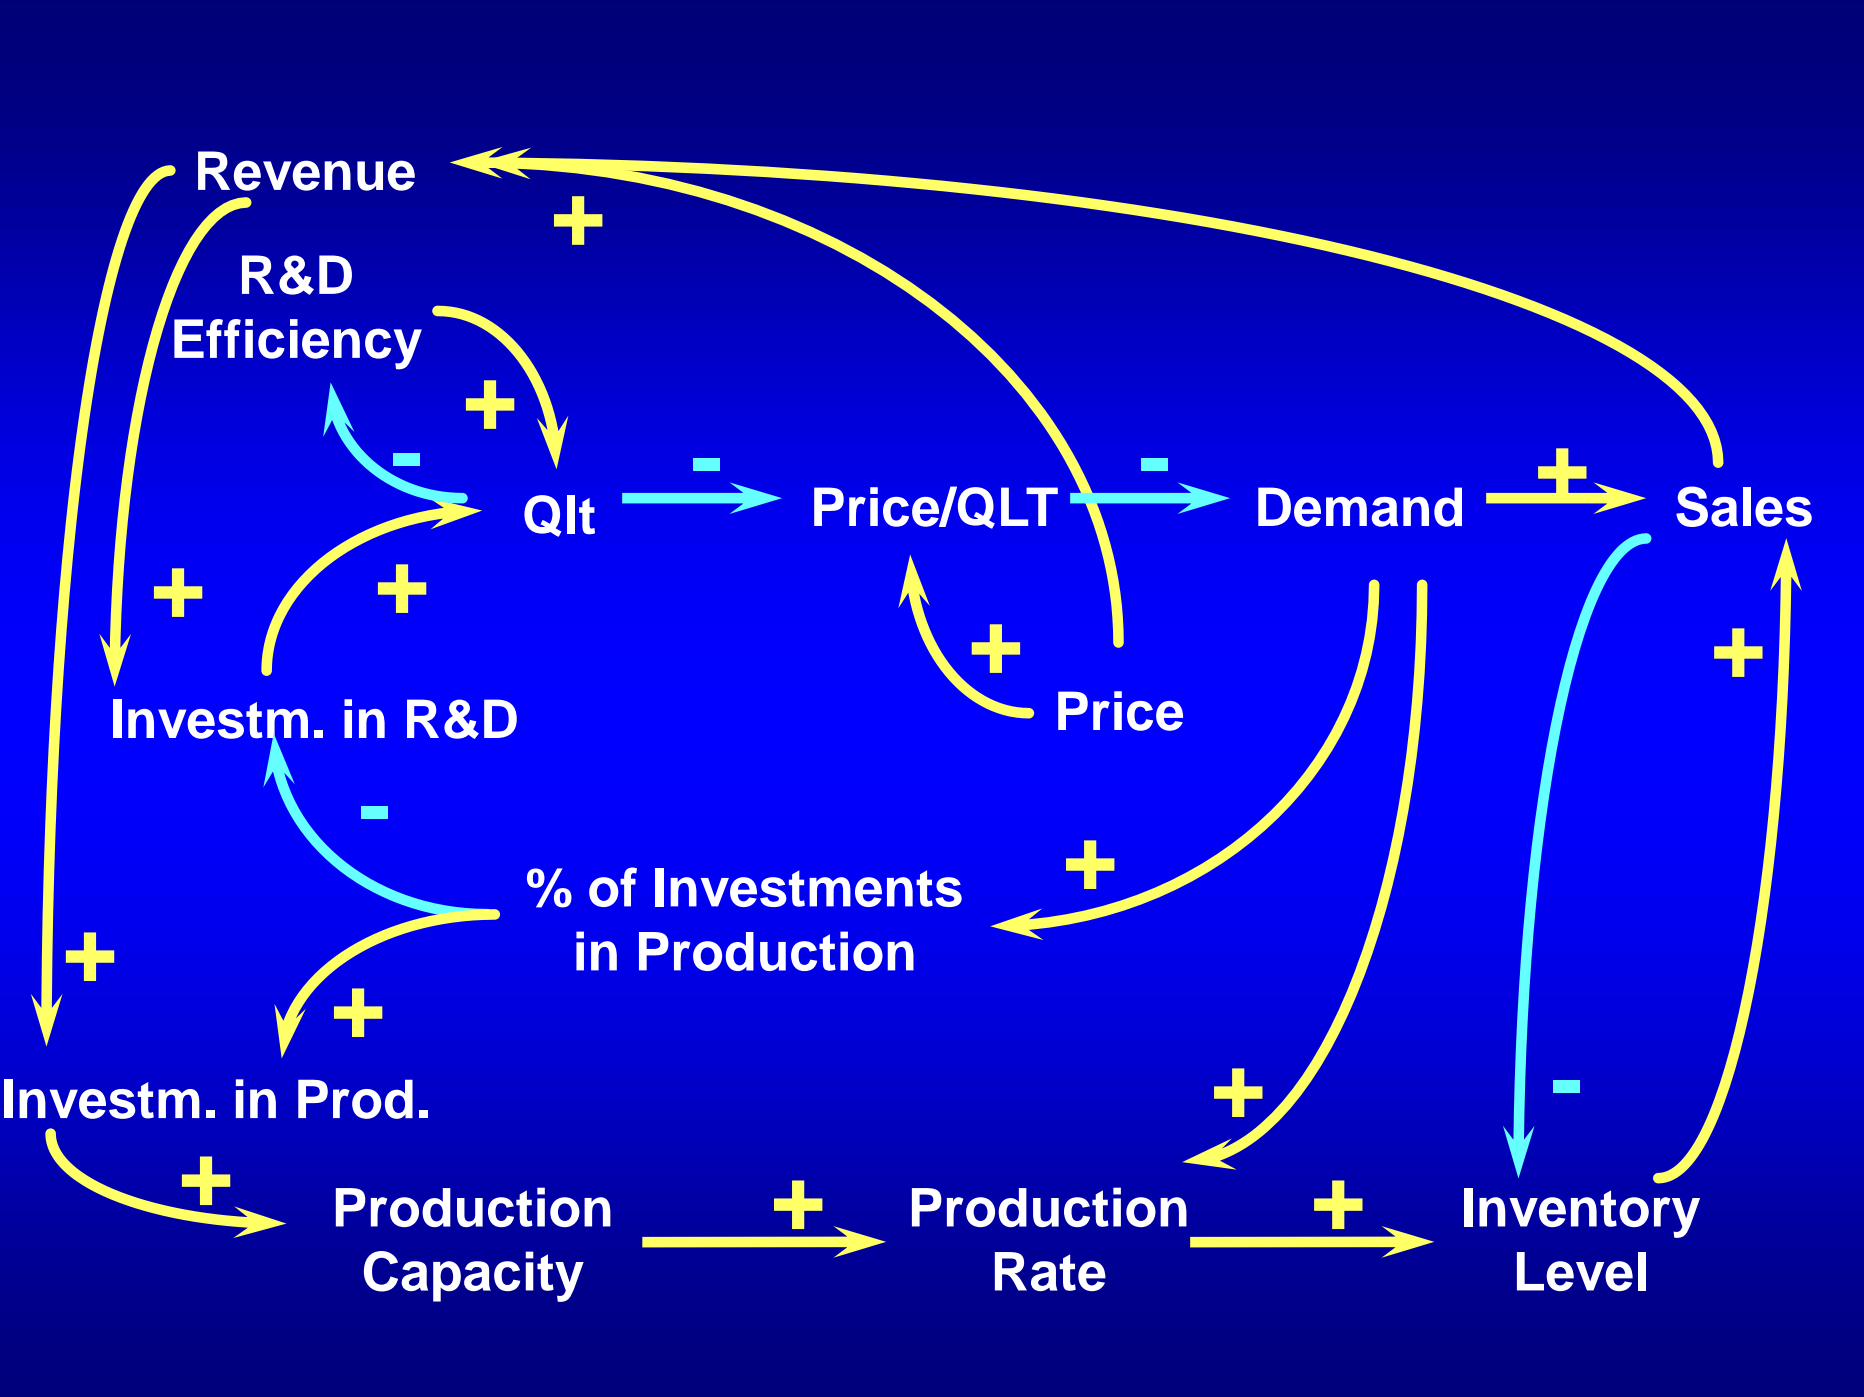 Revenue
+
R&D
Efficiency
+
-
-
-
+
Qlt
Price/QLT
Demand
Sales
+
+
+
+
Investm. in R&D
Price
-
+
% of Investments
in Production
+
+
Investm. in Prod.
+
-
+
+
+
Production
Capacity
Production
Rate
Inventory
Level